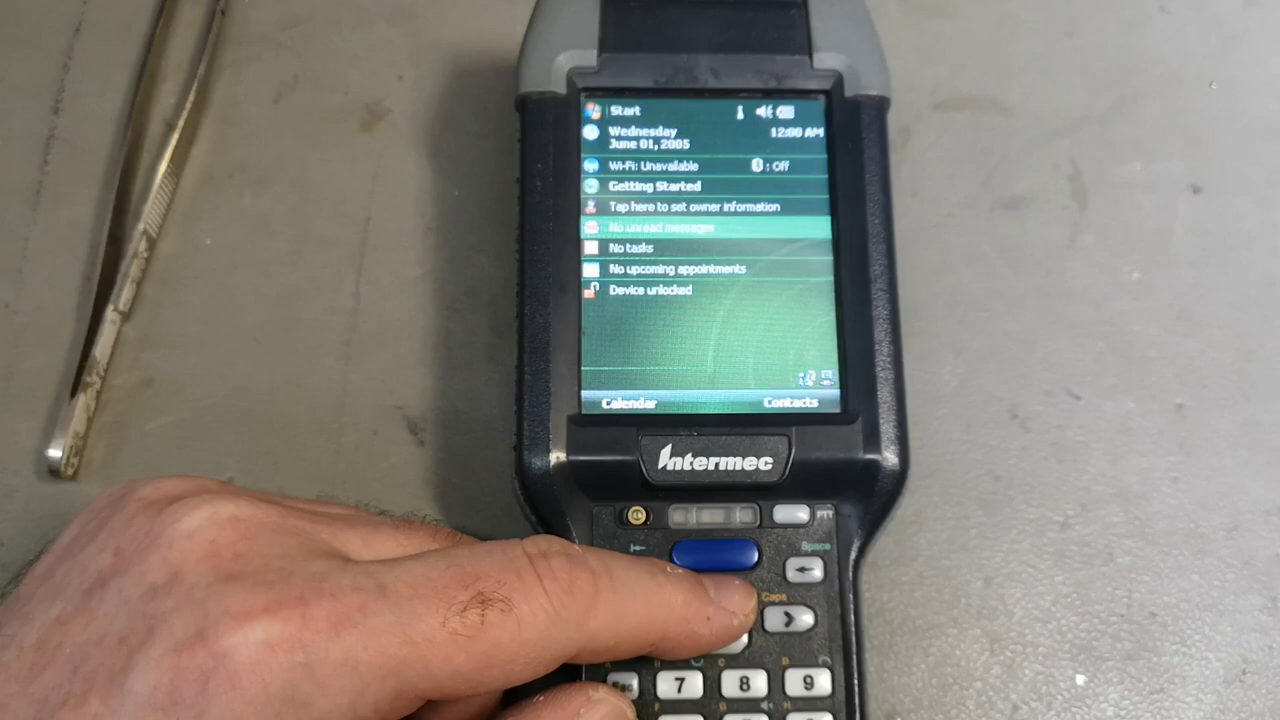 Start
Wednesday 12:00 AM
June 01, 2005
Wi-Fi: Unavailable : Off
Getting Started
Tap here to set owner information
No unread messages
No tasks
No upcoming appointments
Device unlocked
Calendar Contacts
Intermec
PTT
Space
Caps
A B C D
Esc 7 8 9
F G H